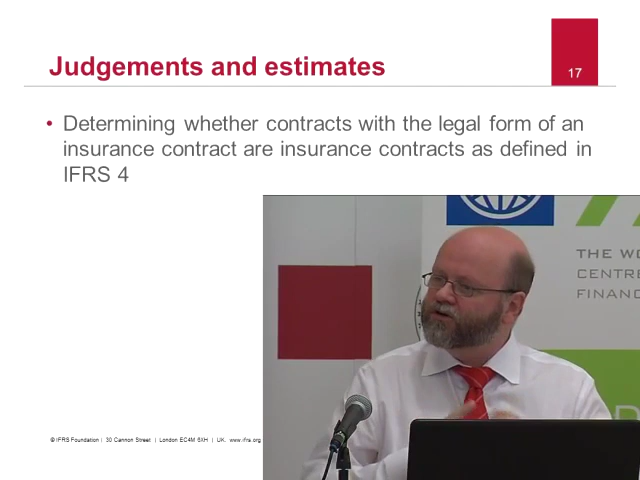 Judgements and estimates
17
• Determining whether contracts with the legal form of an
insurance contract are insurance contracts as defined in
IFRS 4
THE WO
CENTRE
FINANC
D
© IFRS Foundation | 30 Cannon Street | London EC4M 6XH | UK. www.ifrs.org